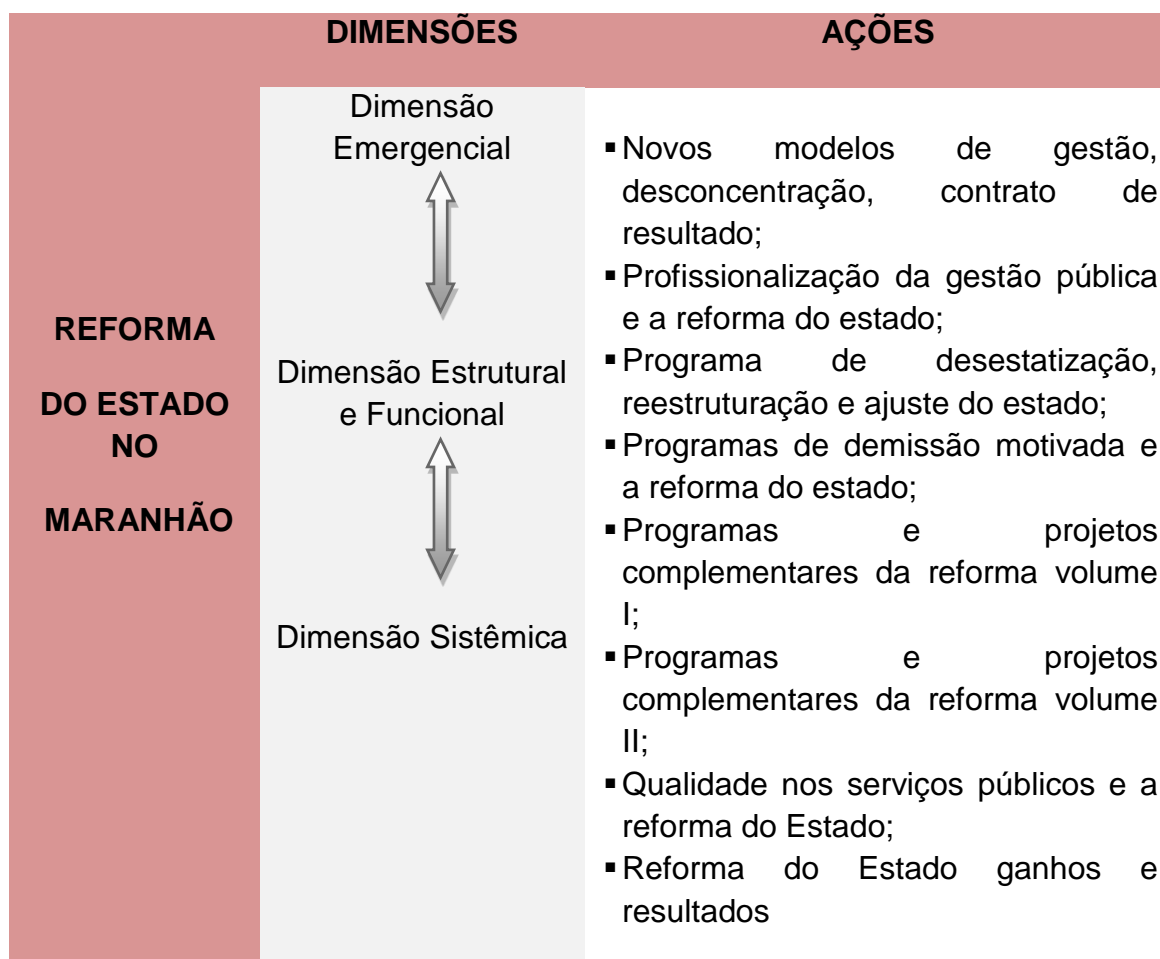 DIMENSÕES
AÇÕES
REFORMA
DO ESTADO
NO
MARANHÃO
Dimensão
Emergencial
Dimensão Estrutural
e Funcional
Dimensão Sistêmica
▪Novos modelos de gestão,
desconcentração, contrato de
resultado;
▪Profissionalização da gestão pública
e a reforma do estado;
▪Programa de desestatização,
reestruturação e ajuste do estado;
▪Programas de demissão motivada e
a reforma do estado;
▪Programas e projetos
complementares da reforma volume
I;
▪Programas e projetos
complementares da reforma volume
II;
▪Qualidade nos serviços públicos e a
reforma do Estado;
▪Reforma do Estado ganhos e
resultados